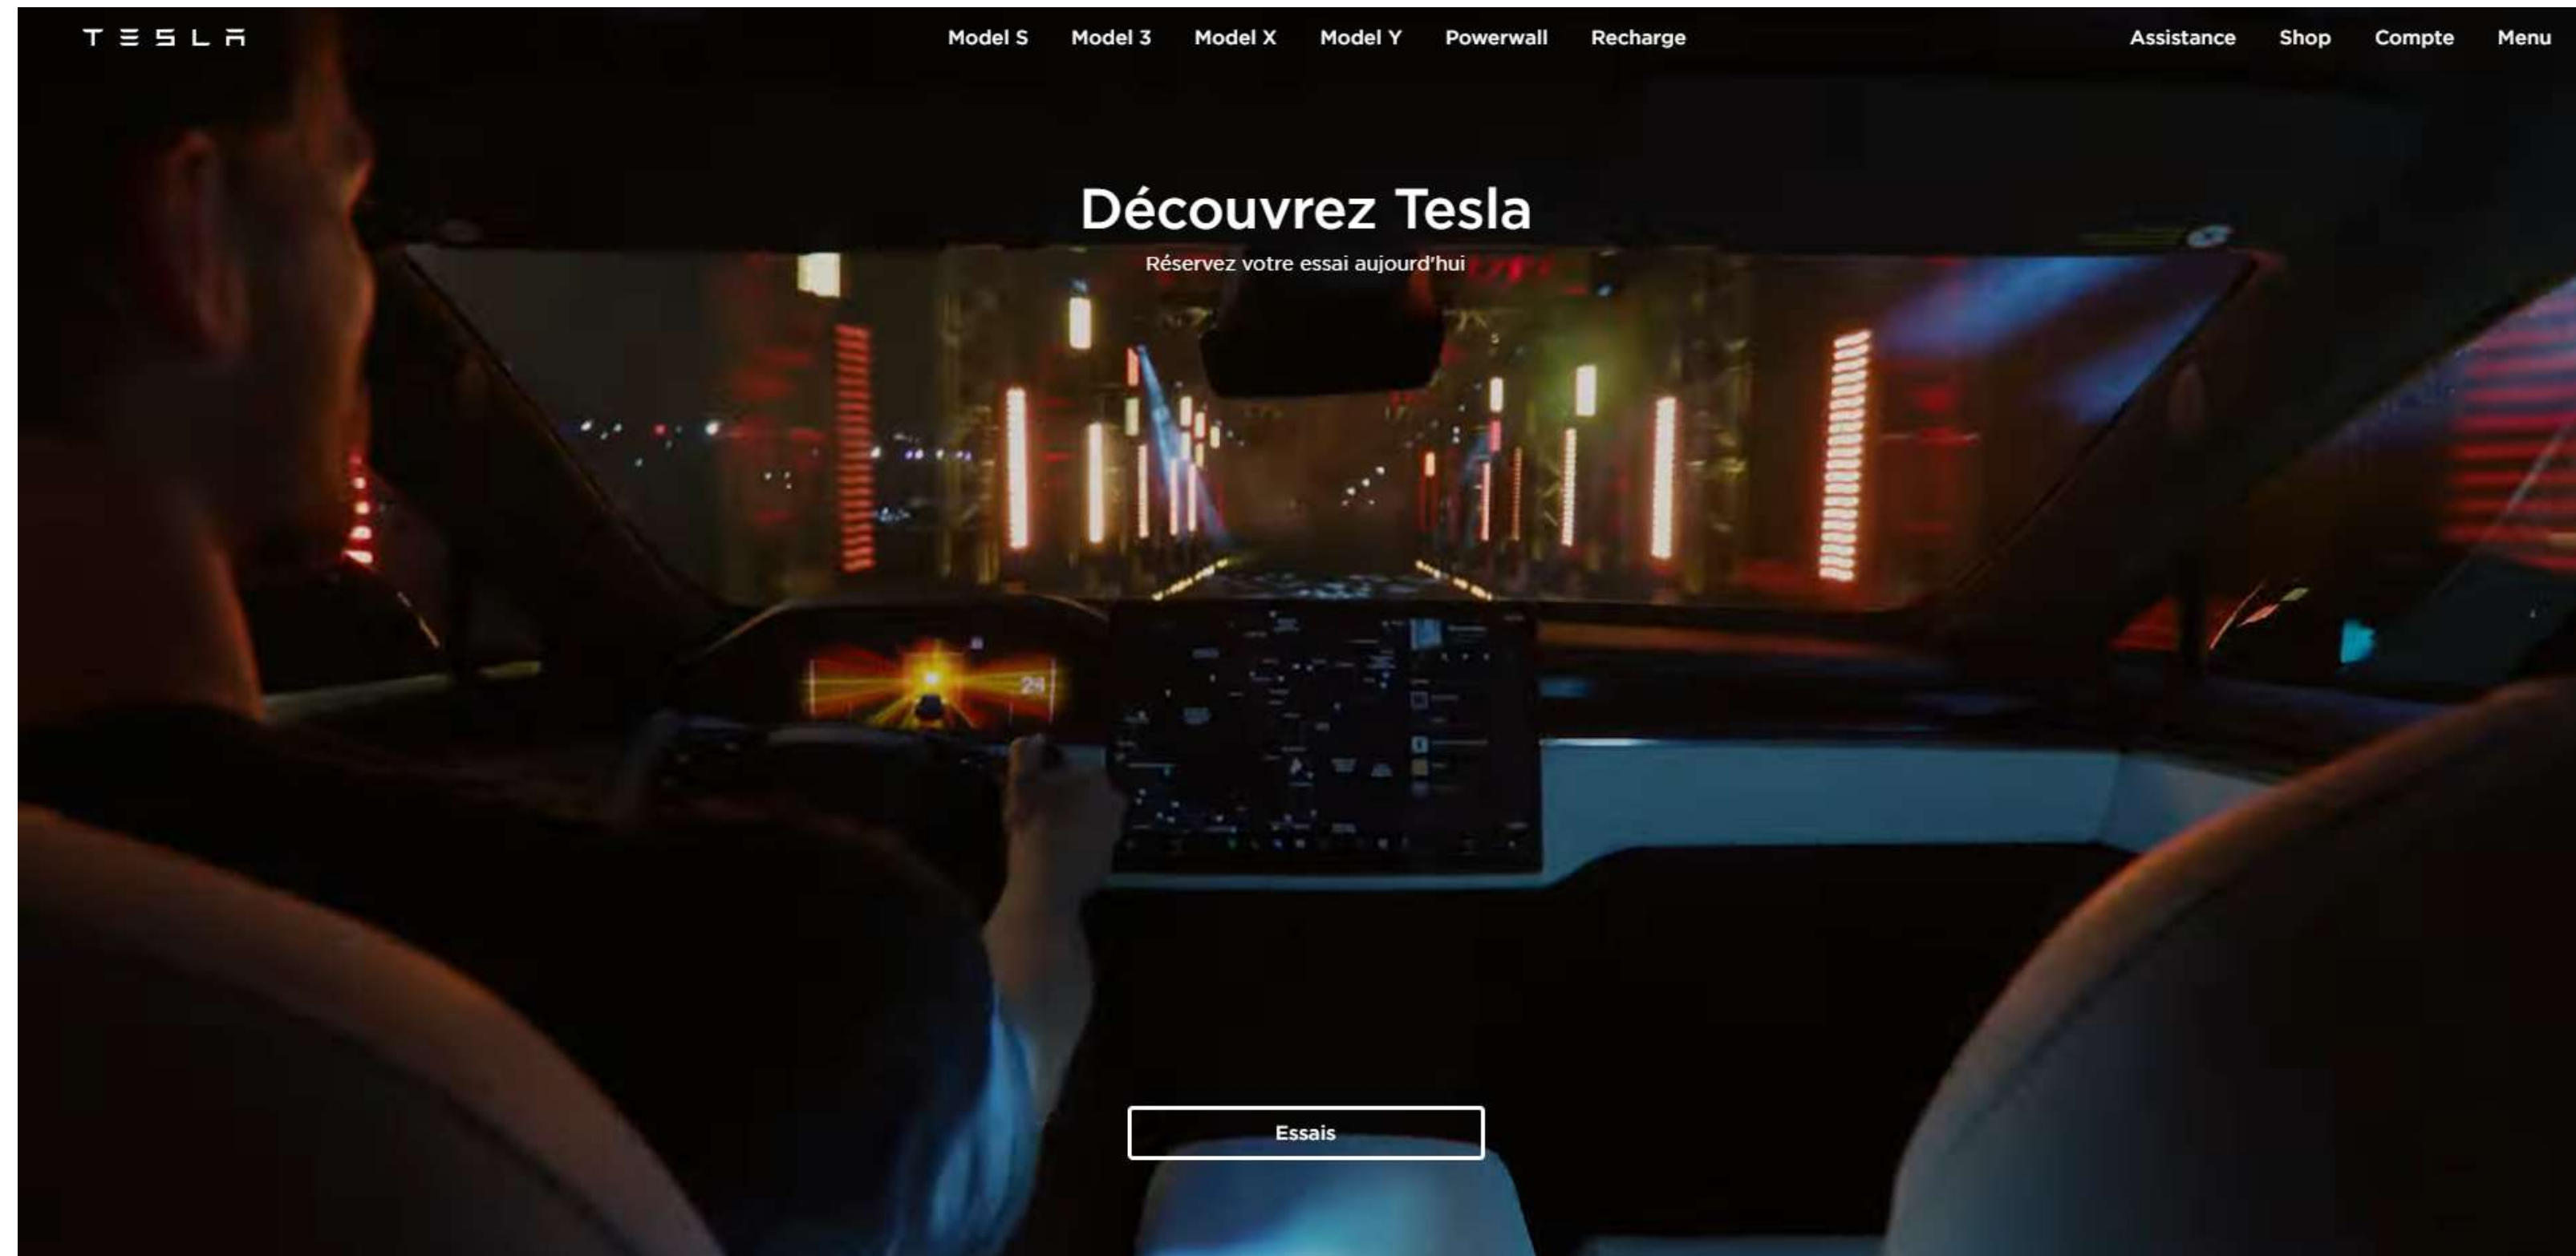 TESLA
Model S Model 3 Model X Model Y Powerwall Recharge
Assistance Shop Compte Menu
Découvrez Tesla
Réservez votre essai aujourd'hui
24
Essais